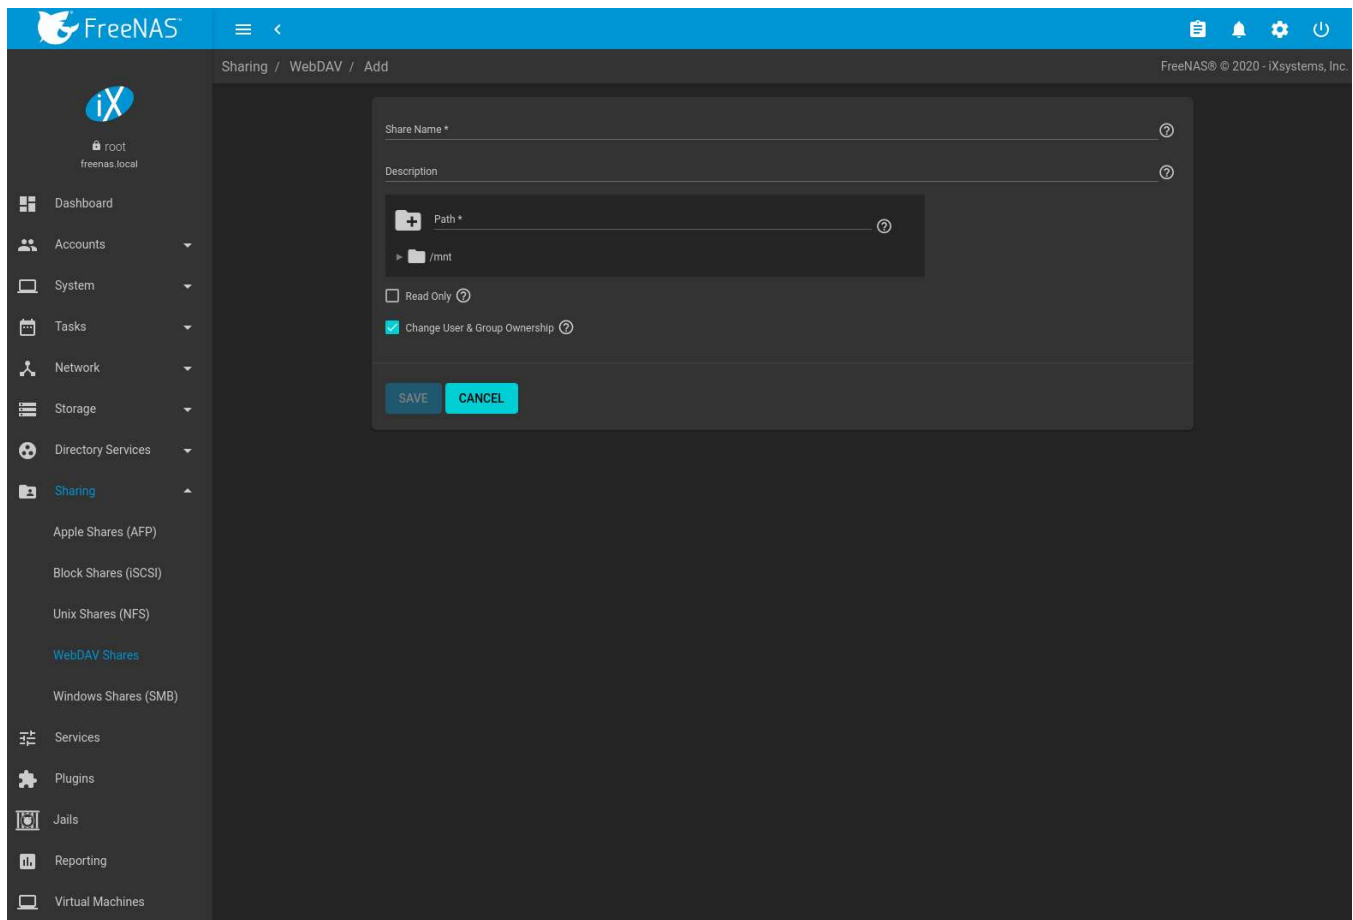 FreeNAS
Sharing / WebDAV / Add
FreeNAS® © 2020 - iXsystems, Inc.
iX
root
freenas.local
Dashboard
Accounts
System
Tasks
Network
Storage
Directory Services
Sharing
Apple Shares (AFP)
Block Shares (iSCSI)
Unix Shares (NFS)
WebDAV Shares
Windows Shares (SMB)
Services
Plugins
Jails
Reporting
Virtual Machines
Share Name *
Description
Path *
/mnt
Read Only
Change User & Group Ownership
SAVE CANCEL